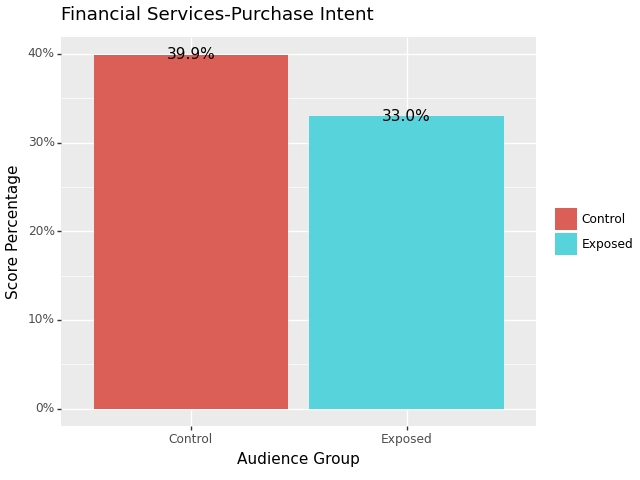 Financial Services-Purchase Intent
40%
30%
20%
10%
0%
Score Percentage
39.9%
33.0%
Control
Exposed
Audience Group
Control
Exposed